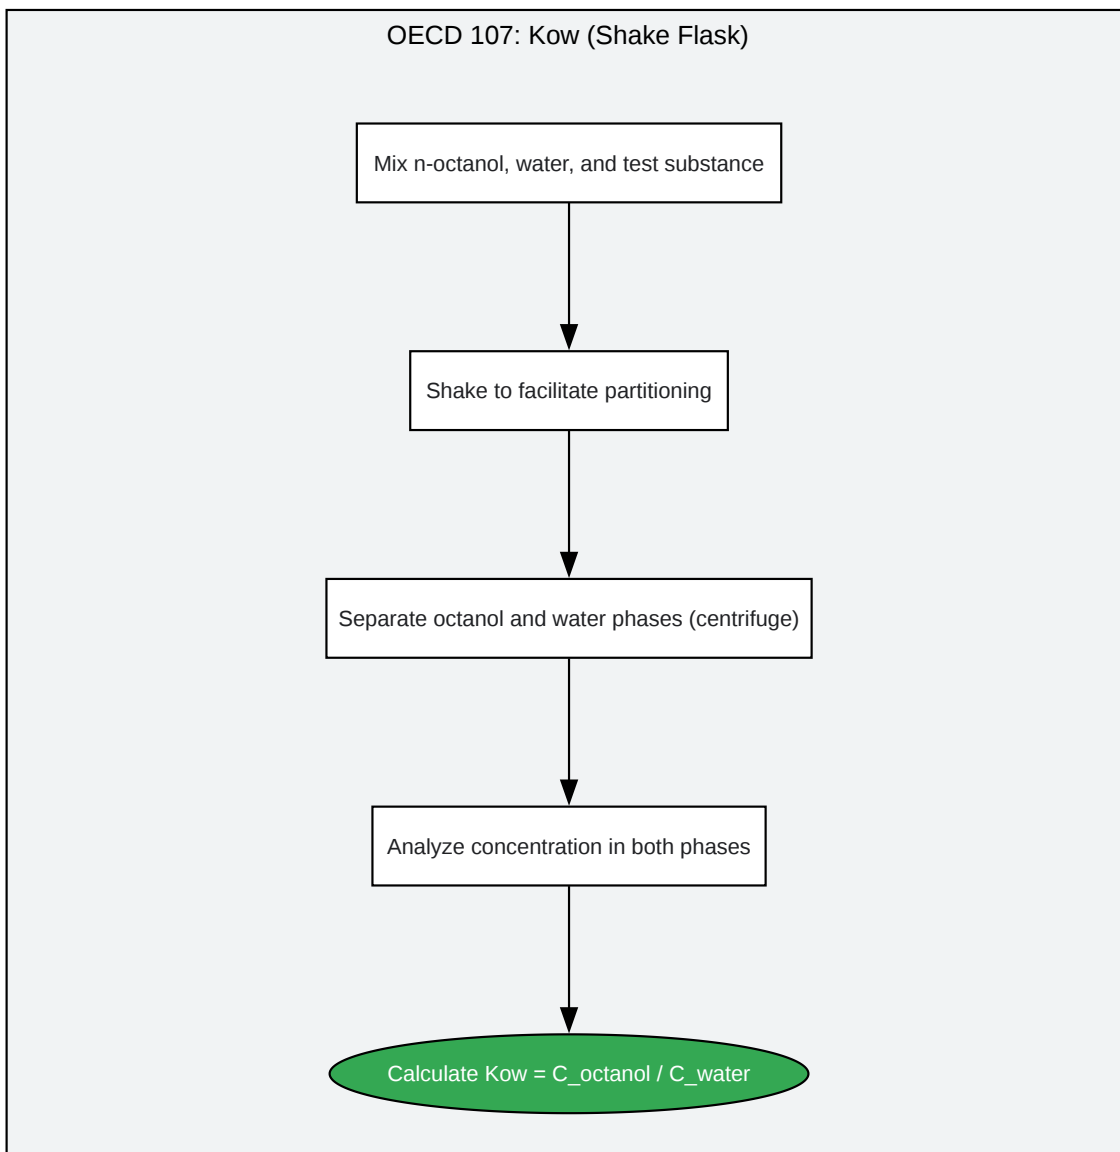 OECD 107: Kow (Shake Flask)
Mix n-octanol, water, and test substance
Shake to facilitate partitioning
Separate octanol and water phases (centrifuge)
Analyze concentration in both phases
Calculate Kow = C_octanol / C_water